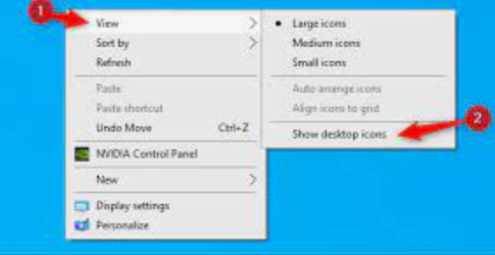 1
View
Sort by
Refresh
Paste
Paste shortcut
Undo Move Ctrl+Z
NVIDIA Control Panel
New
Display settings
Personalize
Large icons
Medium icons
Small icons
Auto arrange icons
Align icons to grid
Show desktop icons
2